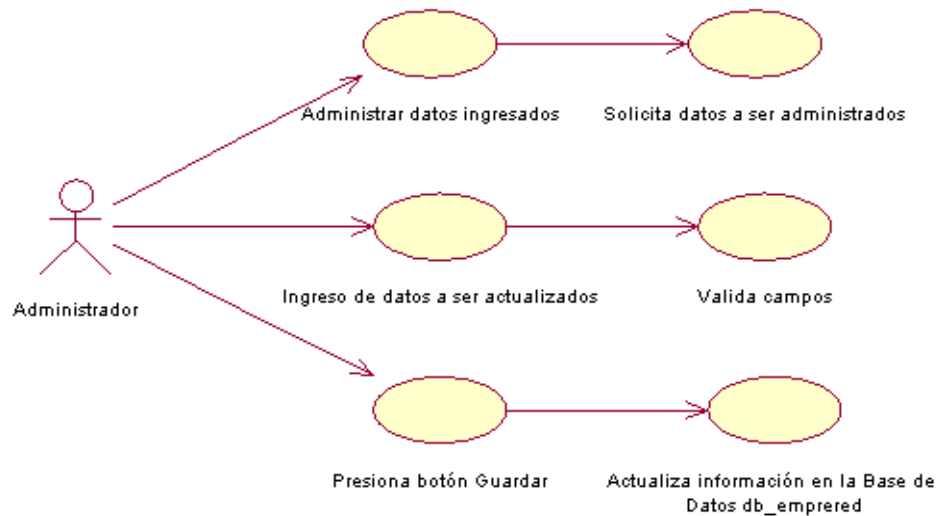 Administrar datos ingresados
Solicita datos a ser administrados
Administrador
Ingreso de datos a ser actualizados
Valida campos
Presiona botón Guardar
Actualiza información en la Base de
Datos db_emprered